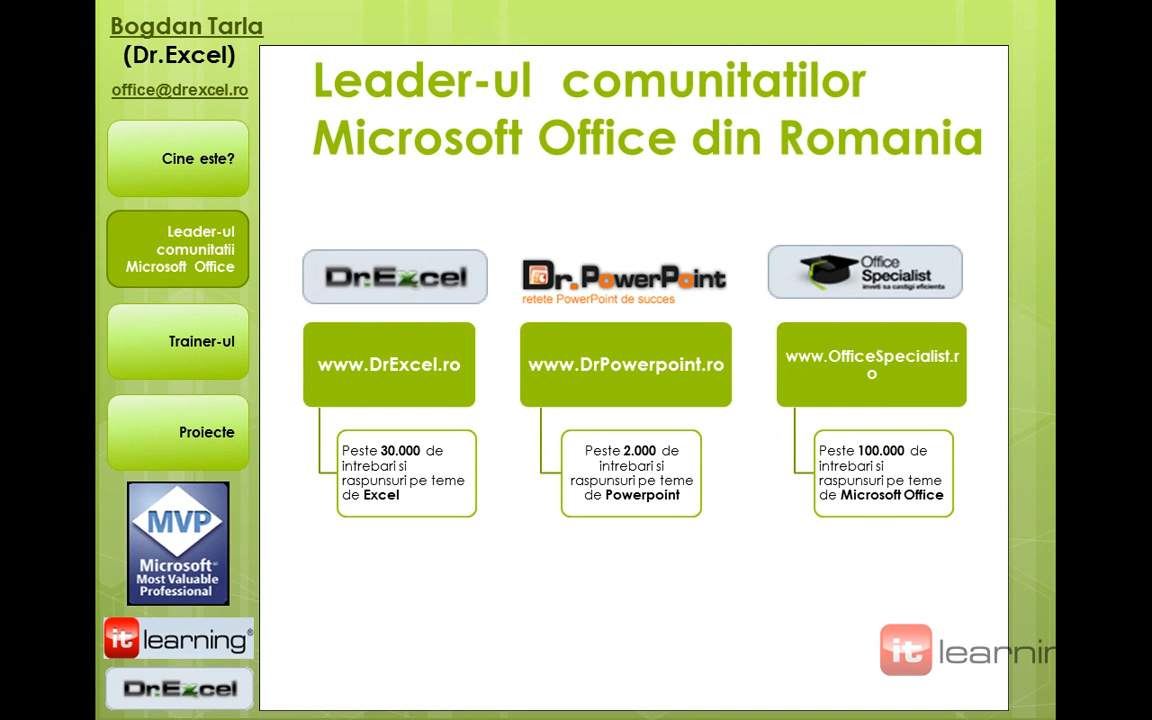 Bogdan Tarla
(Dr.Excel)
office@drexcel.ro
Cine este?
Leader-ul
comunitatii
Microsoft Office
Trainer-ul
Proiecte
MVP
Microsoft®
Most Valuable
Professional
it learning®
Dr.Excel
Leader-ul comunitatilor
Microsoft Office din Romania
Dr.Excel
Dr.PowerPoint
retete PowerPoint de succes
Office
Specialist
inveti sa castigi eficienta
www.DrExcel.ro
www.DrPowerpoint.ro
www.OfficeSpecialist.r
o
Peste 30.000 de
intrebari si
raspunsuri pe teme
de Excel
Peste 2.000 de
intrebari si
raspunsuri pe teme
de Powerpoint
Peste 100.000 de
intrebari si
raspunsuri pe teme
de Microsoft Office
it learnin